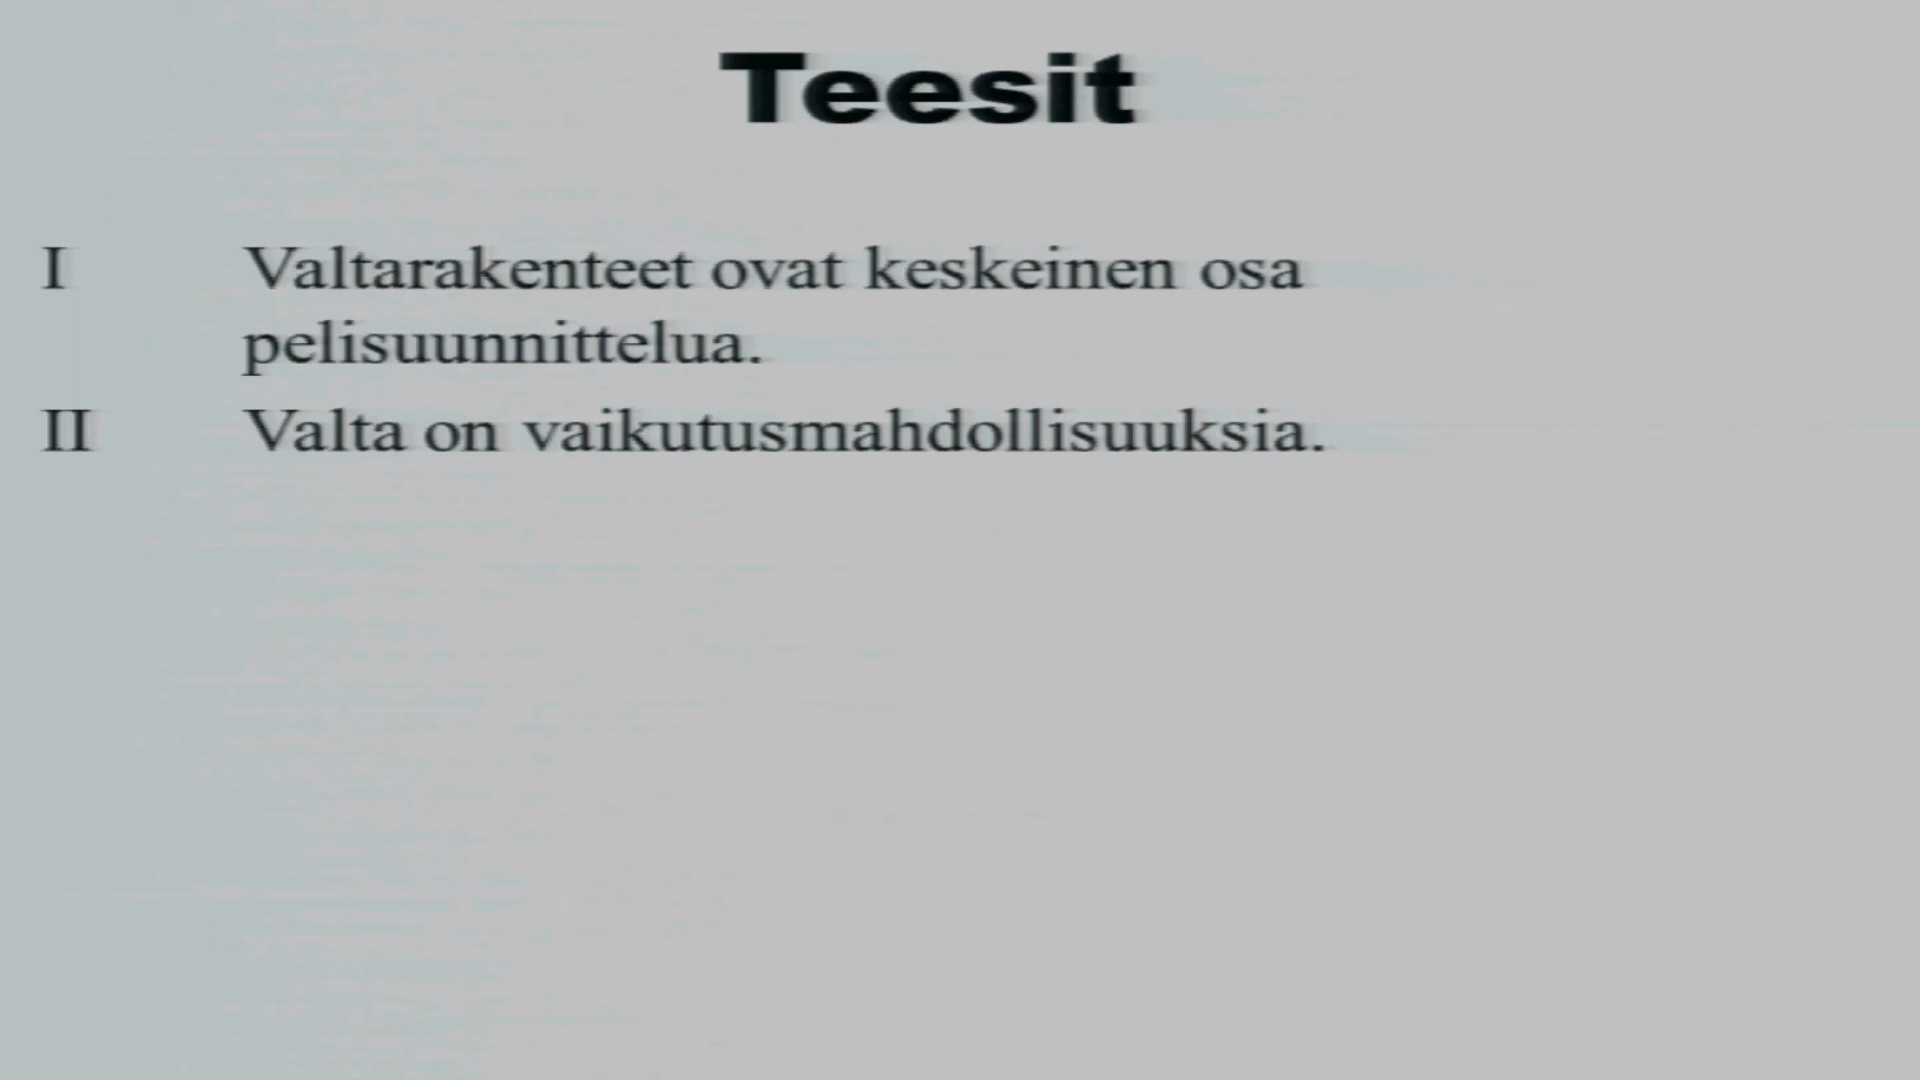 Teesit
I Valtarakenteet ovat keskeinen osa
pelisuunnittelua.
II Valta on vaikutusmahdollisuuksia.